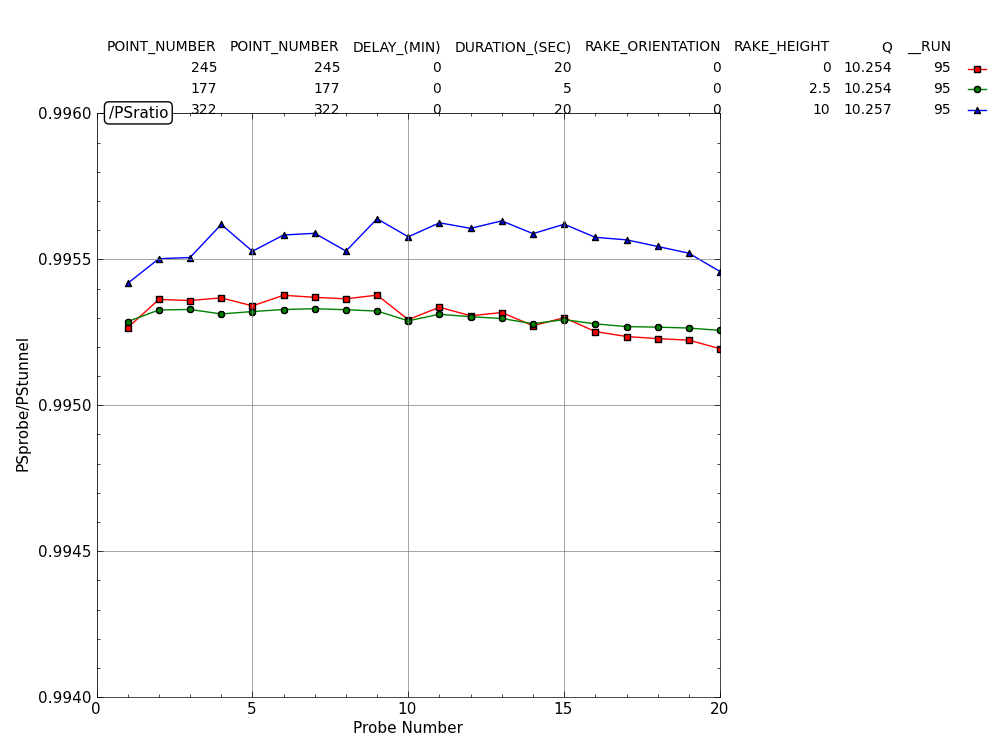 POINT_NUMBER POINT_NUMBER DELAY_(MIN) DURATION_(SEC) RAKE_ORIENTATION RAKE_HEIGHT Q __RUN
245 245 0 20 0 0 10.254 95
177 177 0 5 0 2.5 10.254 95
322 322 0 20 0 10 10.257 95
/PSratio
0.9960
0.9955
0.9950
0.9945
0.9940
PSprobe/PStunnel
0 5 10 15 20
Probe Number